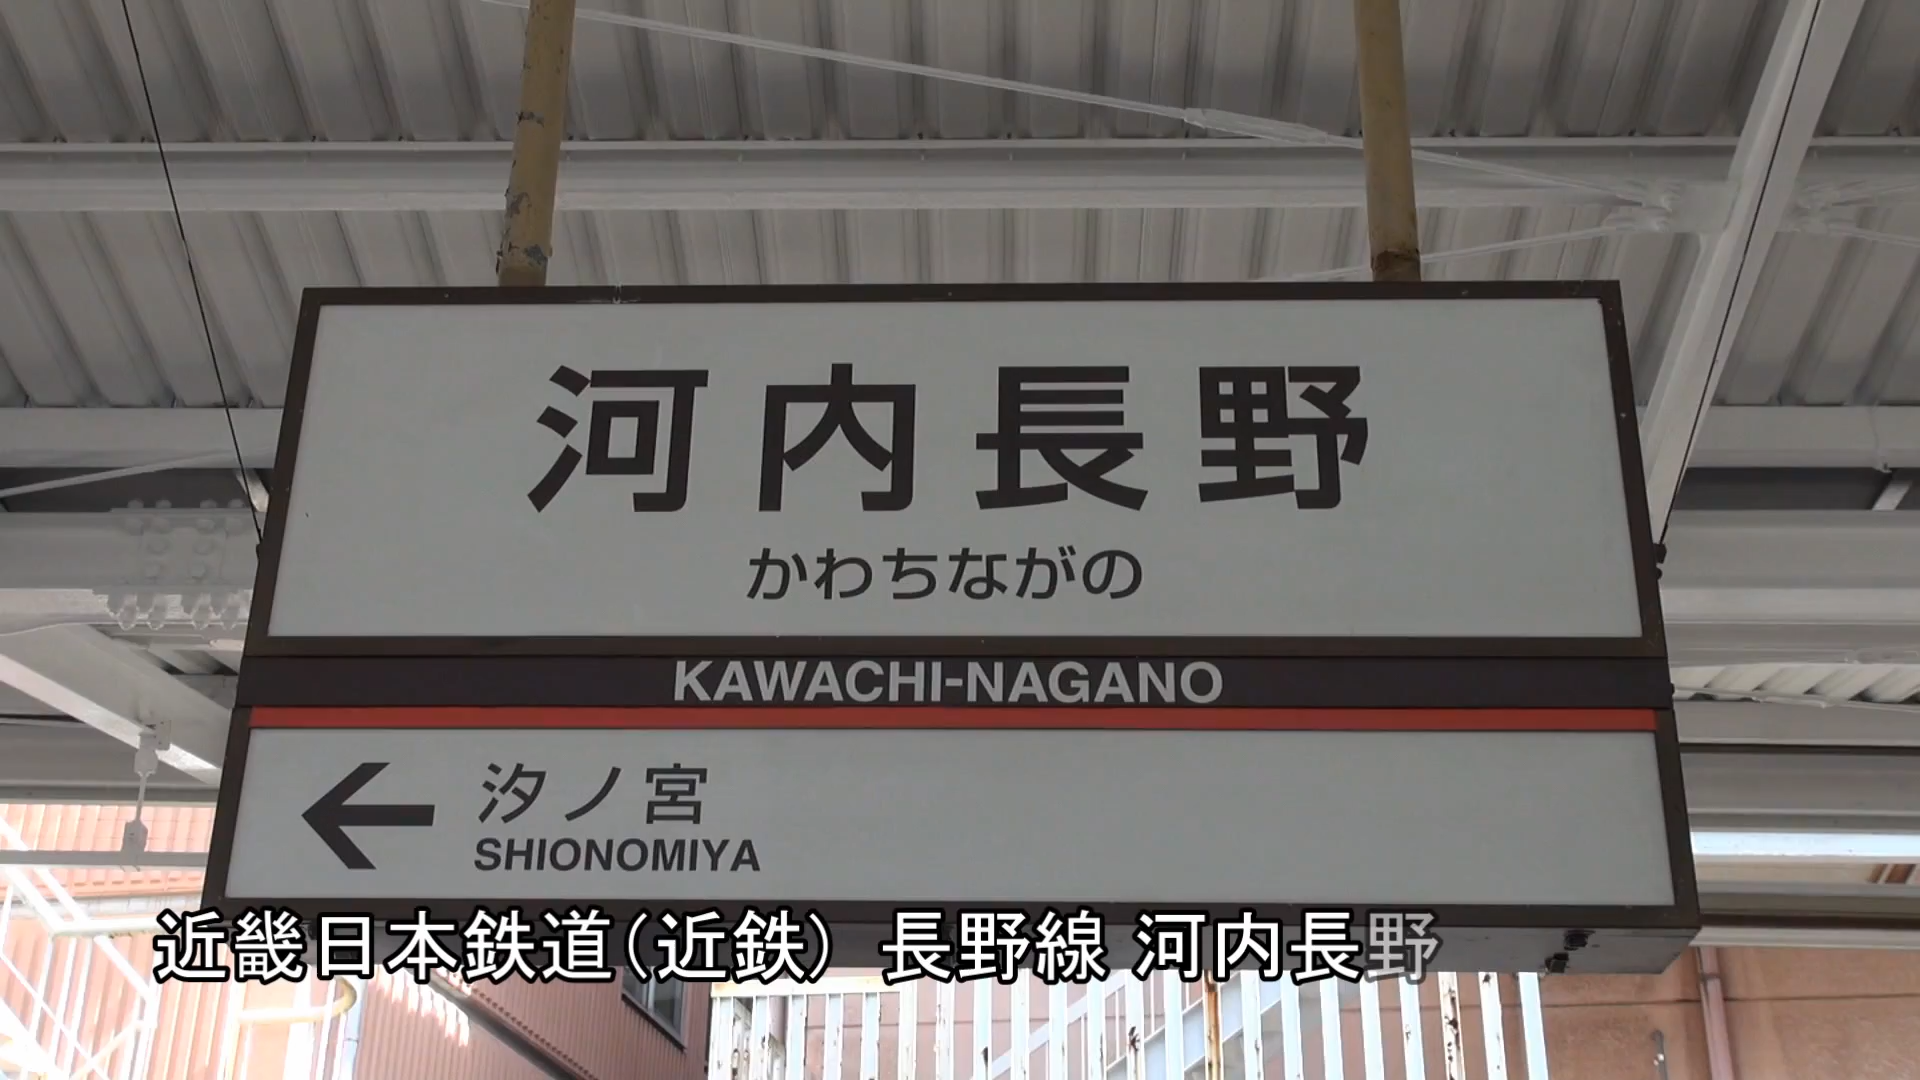 河内長野
かわちながの
KAWACHI-NAGANO
汐ノ宮
SHIONOMIYA
近畿日本鉄道(近鉄) 長野線 河内長野